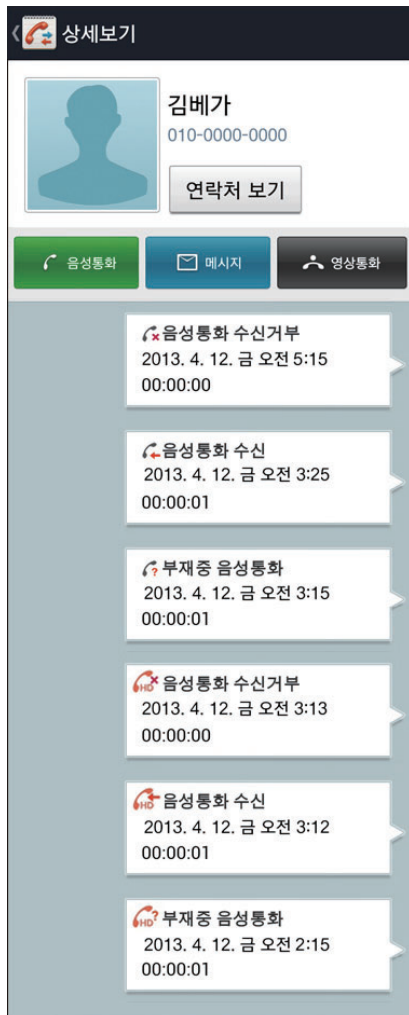 상세보기
김베가
010-0000-0000
연락처 보기
음성통화 메시지 영상통화
음성통화 수신거부
2013. 4. 12. 금 오전 5:15
00:00:00
음성통화 수신
2013. 4. 12. 금 오전 3:25
00:00:01
부재중 음성통화
2013. 4. 12. 금 오전 3:15
00:00:01
HD 음성통화 수신거부
2013. 4. 12. 금 오전 3:13
00:00:00
HD 음성통화 수신
2013. 4. 12. 금 오전 3:12
00:00:01
HD 부재중 음성통화
2013. 4. 12. 금 오전 2:15
00:00:01